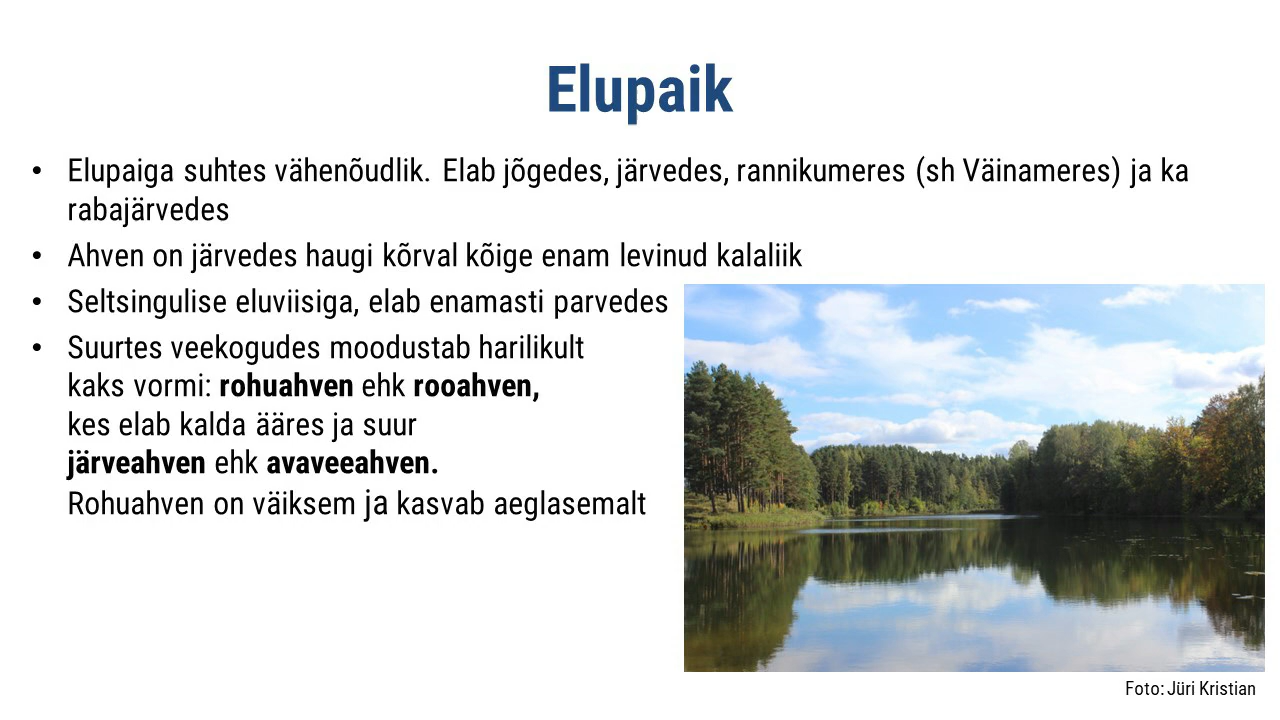 Elupaik
• Elupaiga suhtes vähenõudlik. Elab jõgedes, järvedes, rannikumeres (sh Väinameres) ja ka
rabajärvedes
• Ahven on järvedes haugi kõrval kõige enam levinud kalaliik
• Seltsingulise eluviisiga, elab enamasti parvedes
• Suurtes veekogudes moodustab harilikult
kaks vormi: rohuahven ehk rooahven,
kes elab kalda ääres ja suur
järveahven ehk avaveeahven.
Rohuahven on väiksem ja kasvab aeglasemalt
Foto: Jüri Kristian